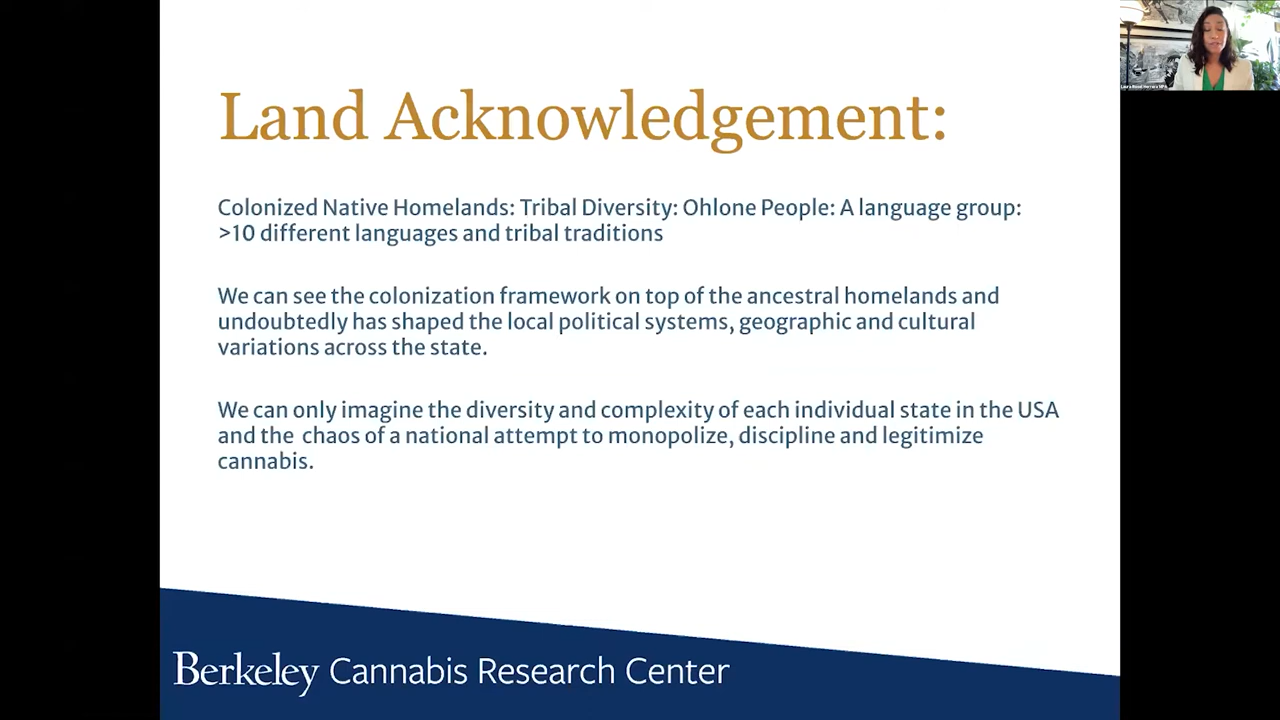 Land Acknowledgement:
Colonized Native Homelands: Tribal Diversity: Ohlone People: A language group:
>10 different languages and tribal traditions
We can see the colonization framework on top of the ancestral homelands and
undoubtedly has shaped the local political systems, geographic and cultural
variations across the state.
We can only imagine the diversity and complexity of each individual state in the USA
and the chaos of a national attempt to monopolize, discipline and legitimize
cannabis.
Berkeley Cannabis Research Center